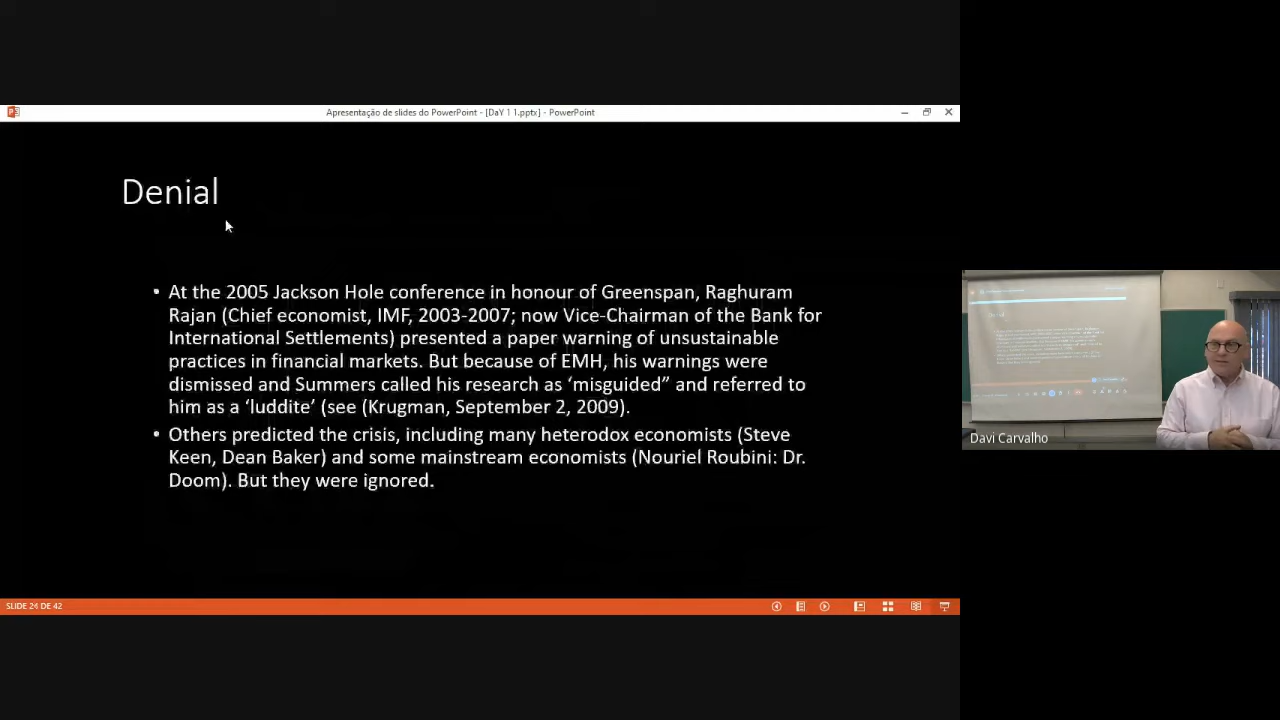 Apresentação de slides do PowerPoint - [DaY 1 1.pptx] - PowerPoint
Denial
• At the 2005 Jackson Hole conference in honour of Greenspan, Raghuram
Rajan (Chief economist, IMF, 2003-2007; now Vice-Chairman of the Bank for
International Settlements) presented a paper warning of unsustainable
practices in financial markets. But because of EMH, his warnings were
dismissed and Summers called his research as ‘misguided” and referred to
him as a ‘luddite’ (see (Krugman, September 2, 2009).
• Others predicted the crisis, including many heterodox economists (Steve
Keen, Dean Baker) and some mainstream economists (Nouriel Roubini: Dr.
Doom). But they were ignored.
SLIDE 24 DE 42
Davi Carvalho